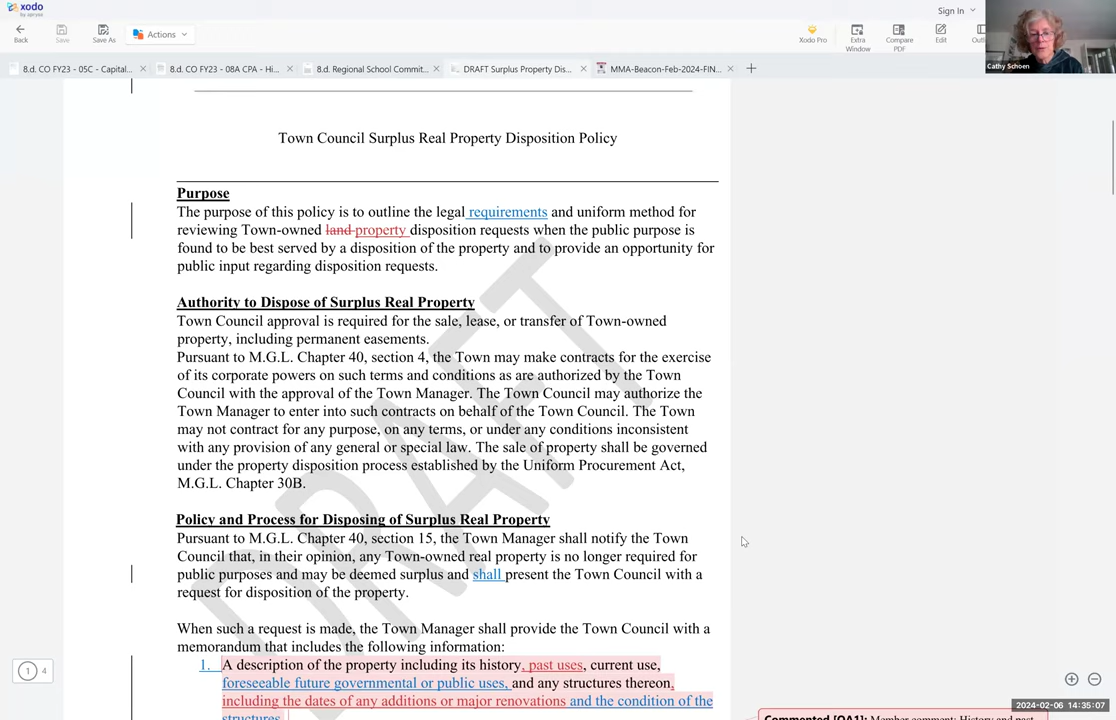 xodo
by apryse
Sign In
Back
Save
Save As
Actions
Xodo Pro
Extra Window
Compare PDF
Edit
Cathy Schoen
8.d. CO FY23 - 05C - Capital...
8.d. CO FY23 - 08A CPA - Hi...
8.d. Regional School Commit...
DRAFT Surplus Property Dis...
MMA-Beacon-Feb-2024-FIN...
Town Council Surplus Real Property Disposition Policy
Purpose
The purpose of this policy is to outline the legal requirements and uniform method for
reviewing Town-owned land property disposition requests when the public purpose is
found to be best served by a disposition of the property and to provide an opportunity for
public input regarding disposition requests.
Authority to Dispose of Surplus Real Property
Town Council approval is required for the sale, lease, or transfer of Town-owned
property, including permanent easements.
Pursuant to M.G.L. Chapter 40, section 4, the Town may make contracts for the exercise
of its corporate powers on such terms and conditions as are authorized by the Town
Council with the approval of the Town Manager. The Town Council may authorize the
Town Manager to enter into such contracts on behalf of the Town Council. The Town
may not contract for any purpose, on any terms, or under any conditions inconsistent
with any provision of any general or special law. The sale of property shall be governed
under the property disposition process established by the Uniform Procurement Act,
M.G.L. Chapter 30B.
Policy and Process for Disposing of Surplus Real Property
Pursuant to M.G.L. Chapter 40, section 15, the Town Manager shall notify the Town
Council that, in their opinion, any Town-owned real property is no longer required for
public purposes and may be deemed surplus and shall present the Town Council with a
request for disposition of the property.
When such a request is made, the Town Manager shall provide the Town Council with a
memorandum that includes the following information:
1. A description of the property including its history, past uses, current use,
foreseeable future governmental or public uses, and any structures thereon,
including the dates of any additions or major renovations and the condition of the
structures.
DRAFT
1 4
2024-02-06 14:35:07
Commented [OA1]: Member comment: History and past